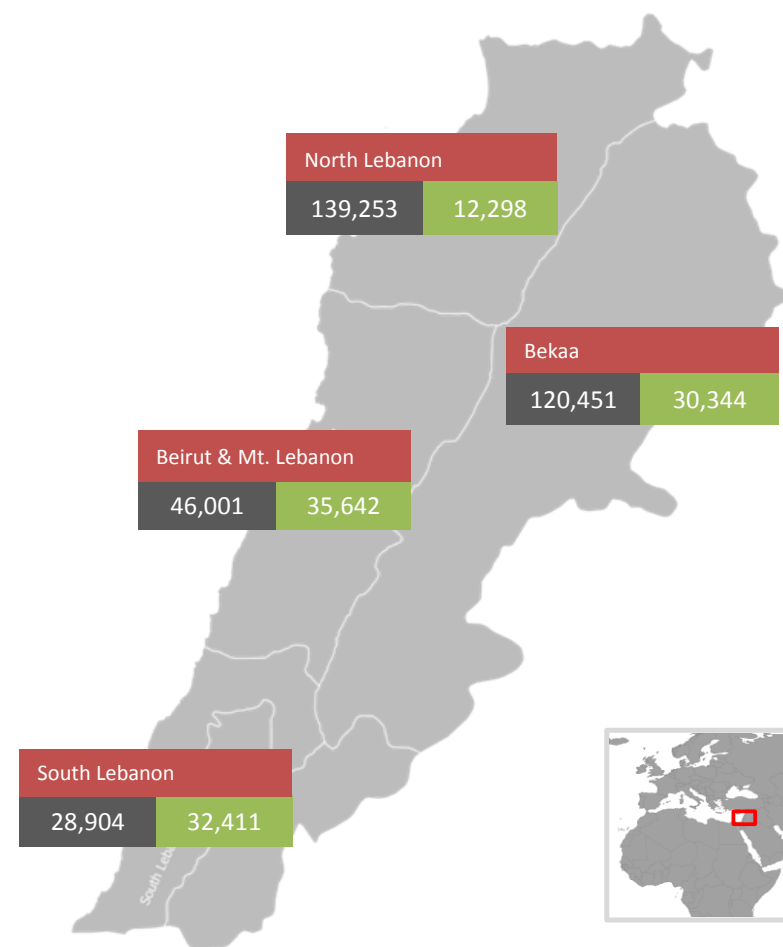 North Lebanon
139,253 12,298
Bekaa
120,451 30,344
Beirut & Mt. Lebanon
46,001 35,642
South Lebanon
28,904 32,411
South